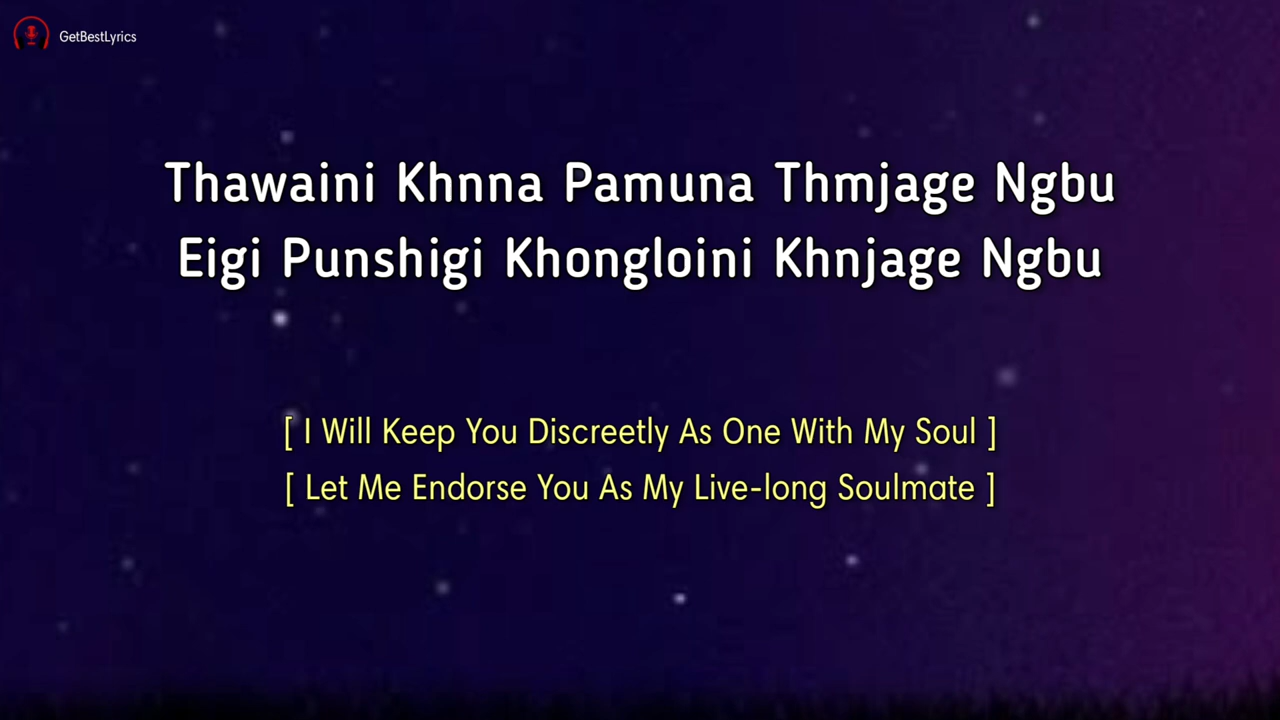 GetBestLyrics
Thawaini Khnna Pamuna Thmjage Ngbu
Eigi Punshigi Khongloini Khnjage Ngbu
[ I Will Keep You Discreetly As One With My Soul ]
[ Let Me Endorse You As My Live-long Soulmate ]